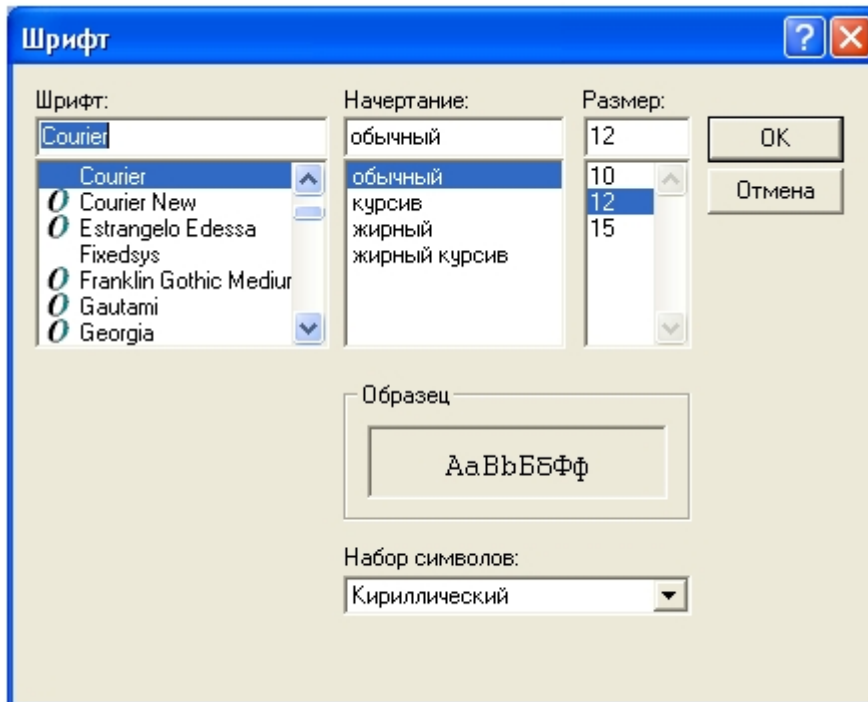 Шрифт
Шрифт:
Courier
Courier
Courier New
Estrangelo Edessa
Fixedsys
Franklin Gothic Mediur
Gautami
Georgia
Начертание:
обычный
обычный
курсив
жирный
жирный курсив
Размер:
12
10
12
15
OK
Отмена
Образец
АаВbБбФф
Набор символов:
Кириллический